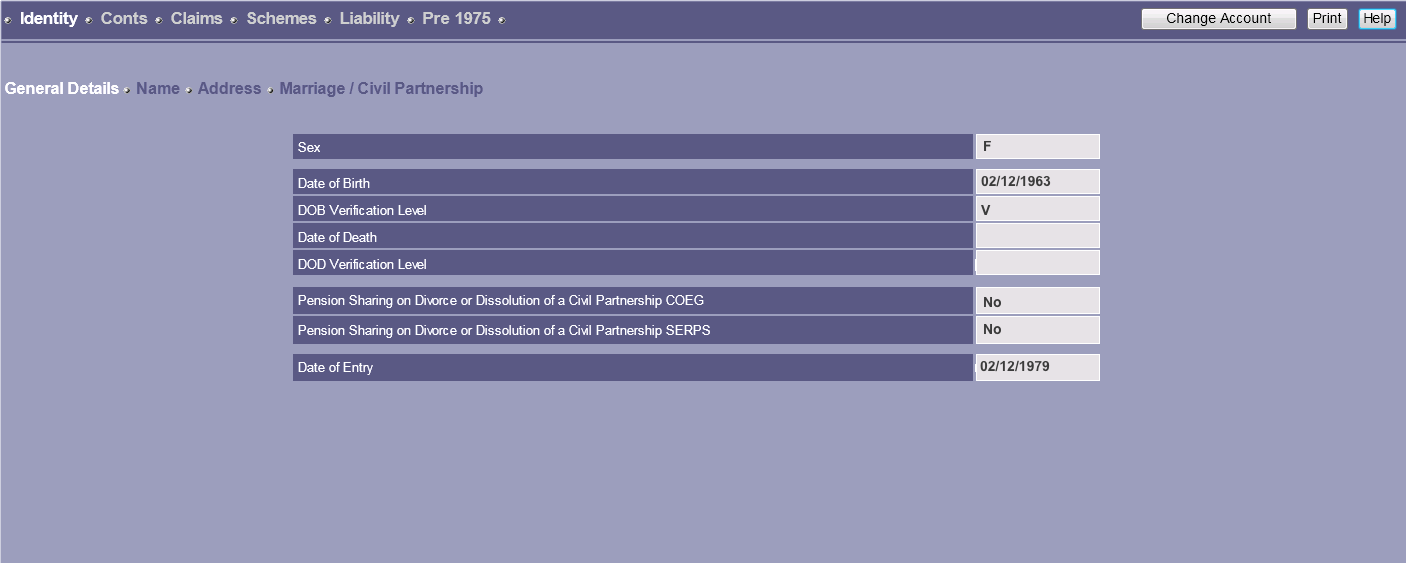 Identity Conts Claims Schemes Liability Pre 1975 Change Account Print Help
General Details Name Address Marriage / Civil Partnership
Sex F
Date of Birth 02/12/1963
DOB Verification Level V
Date of Death
DOD Verification Level
Pension Sharing on Divorce or Dissolution of a Civil Partnership COEG No
Pension Sharing on Divorce or Dissolution of a Civil Partnership SERPS No
Date of Entry 02/12/1979